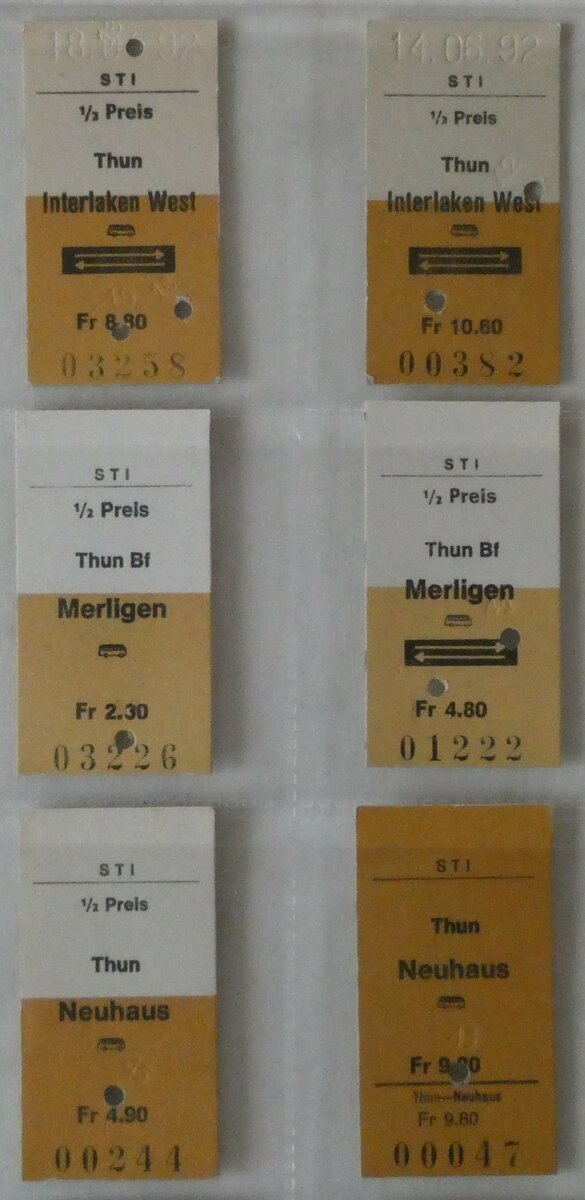 STI
1/2 Preis
Thun
Interlaken West
Fr 8.80
03258
14.06.92
STI
1/2 Preis
Thun
Interlaken West
Fr 10.60
00382
STI
1/2 Preis
Thun Bf
Merligen
Fr 2.30
03226
STI
1/2 Preis
Thun Bf
Merligen
Fr 4.80
01222
STI
1/2 Preis
Thun
Neuhaus
Fr 4.90
00244
STI
Thun
Neuhaus
Fr
Thun—Neuhaus
Fr 9.80
00047